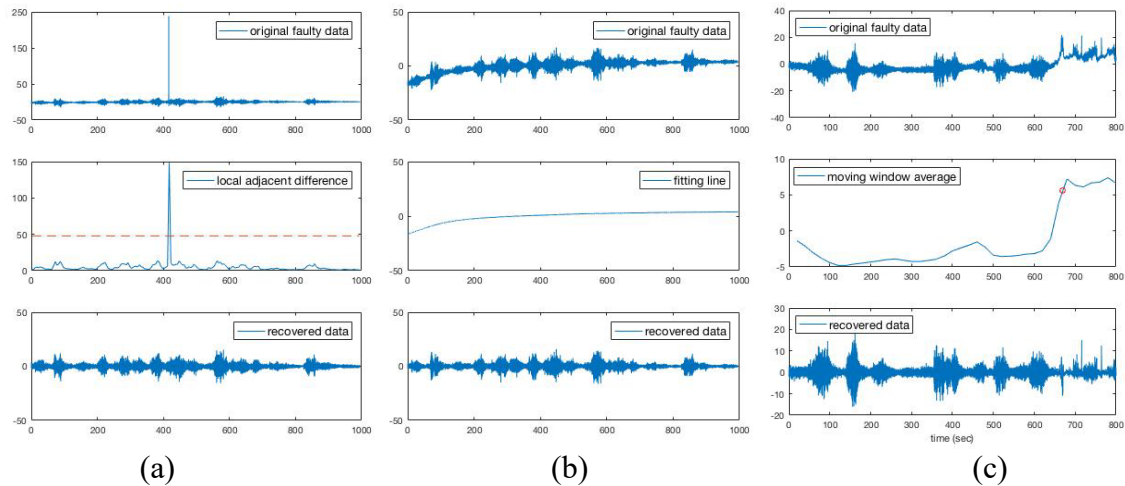 250
150
50
-50
original faulty data
0 200 400 600 800 1000
150
100
50
0
local adjacent difference
0 200 400 600 800 1000
50
0
-50
recovered data
0 200 400 600 800 1000
(a)
50
0
-50
original faulty data
0 200 400 600 800 1000
50
0
-50
fitting line
0 200 400 600 800 1000
50
0
-50
recovered data
0 200 400 600 800 1000
(b)
40
20
0
-20
-40
original faulty data
0 100 200 300 400 500 600 700 800
10
5
0
-5
moving window average
0 100 200 300 400 500 600 700 800
30
20
10
0
-10
-20
recovered data
0 100 200 300 400 500 600 700 800
time (sec)
(c)